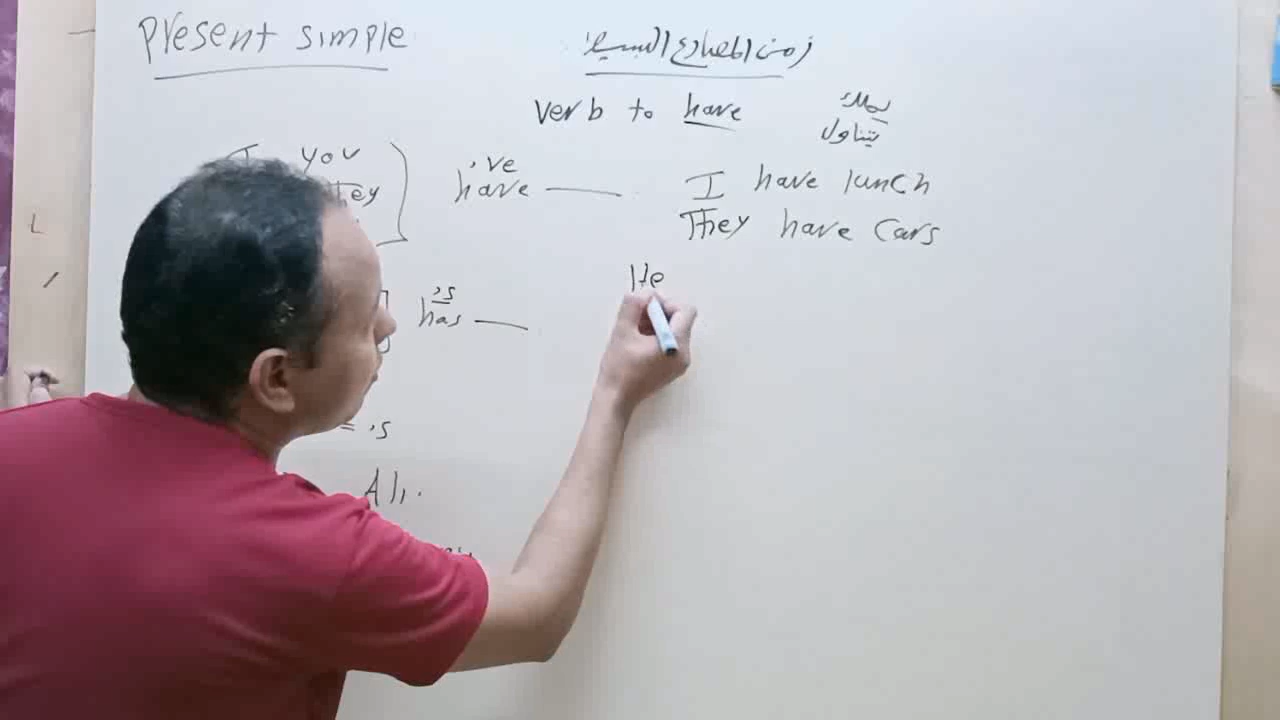 Present simple
زمن المضارع البسيط
Verb to have
يملك
يتناول
you
They
've
have
I have lunch
They have Cars
He
's
has
= 's
Ali.